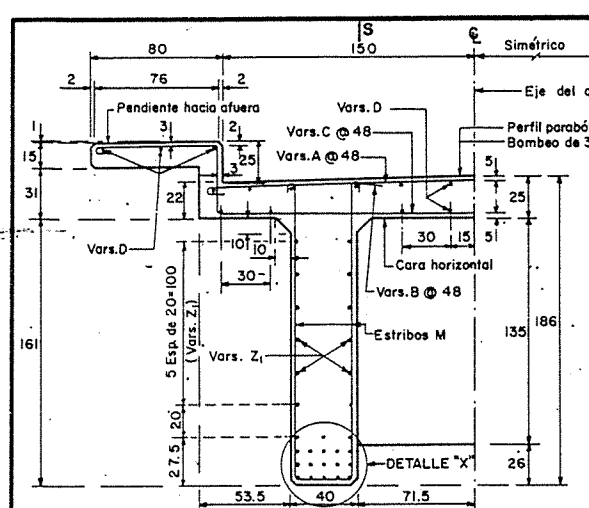 S
℄
80
150
Simétrico
2
76
2
Eje del
Pendiente hacia afuera
3
2
Vars. D
1
15
31
25
Vars. C @ 48
Vars. A @ 48
Perfil
Bombeo de 3
3
22
5
25
5
Vars. D
10
10
30
30
15
Cara horizontal
Vars. B @ 48
5 Esp. de 20=100
(Vars. Z₁)
161
Estribos M
135
186
Vars. Z₁
20
27.5
DETALLE "X"
26
53.5
40
71.5